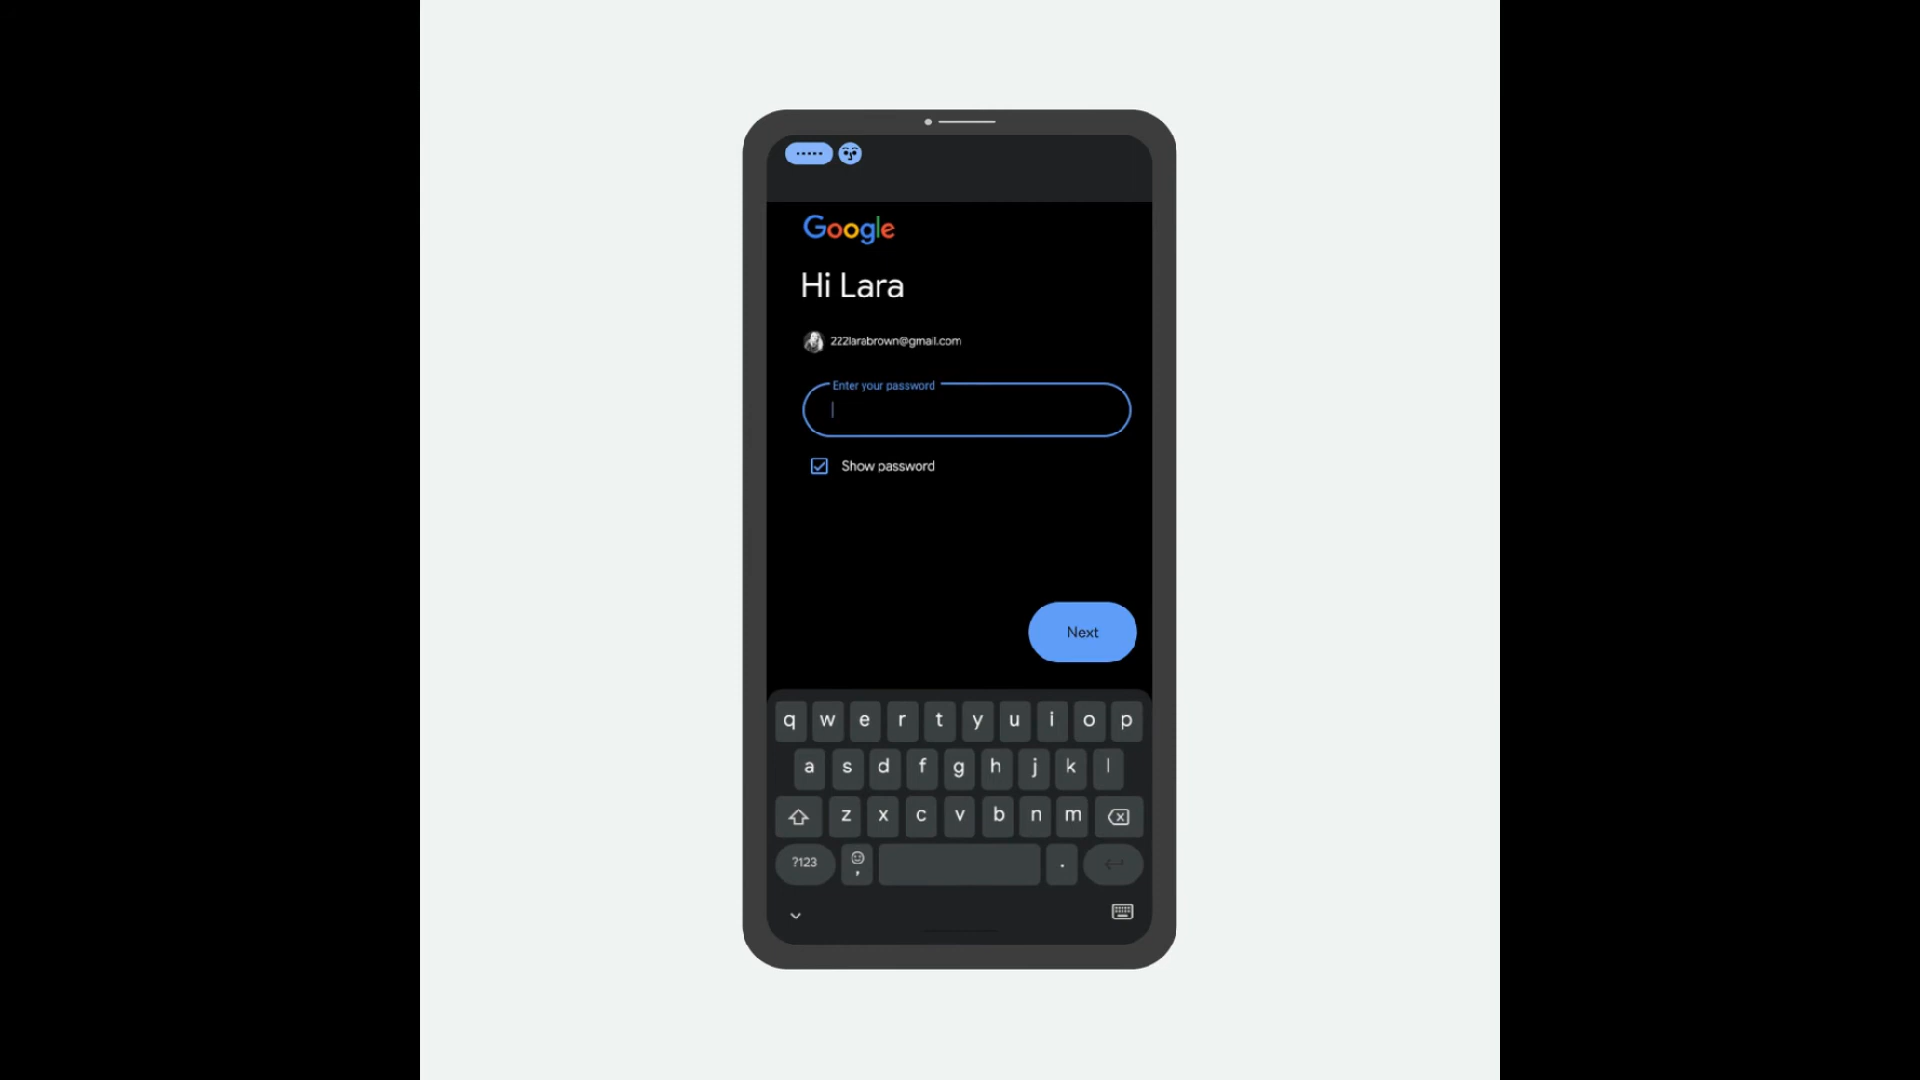 Google
Hi Lara
222larabrown@gmail.com
Enter your password
Show password
Next
q w e r t y u i o p
a s d f g h j k l
z x c v b n m
?123 , .